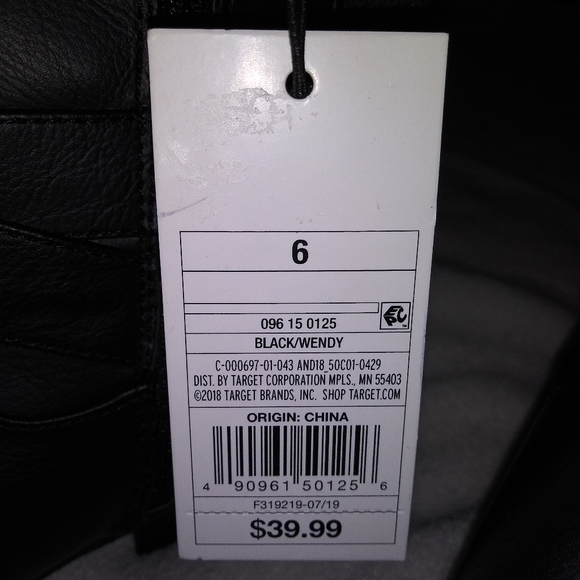 6
096 15 0125
EPC
BLACK/WENDY
C-000697-01-043 AND18_50C01-0429
DIST. BY TARGET CORPORATION MPLS., MN 55403
©2018 TARGET BRANDS, INC. SHOP TARGET.COM
ORIGIN: CHINA
4 90961 50125 6
F319219-07/19
$39.99